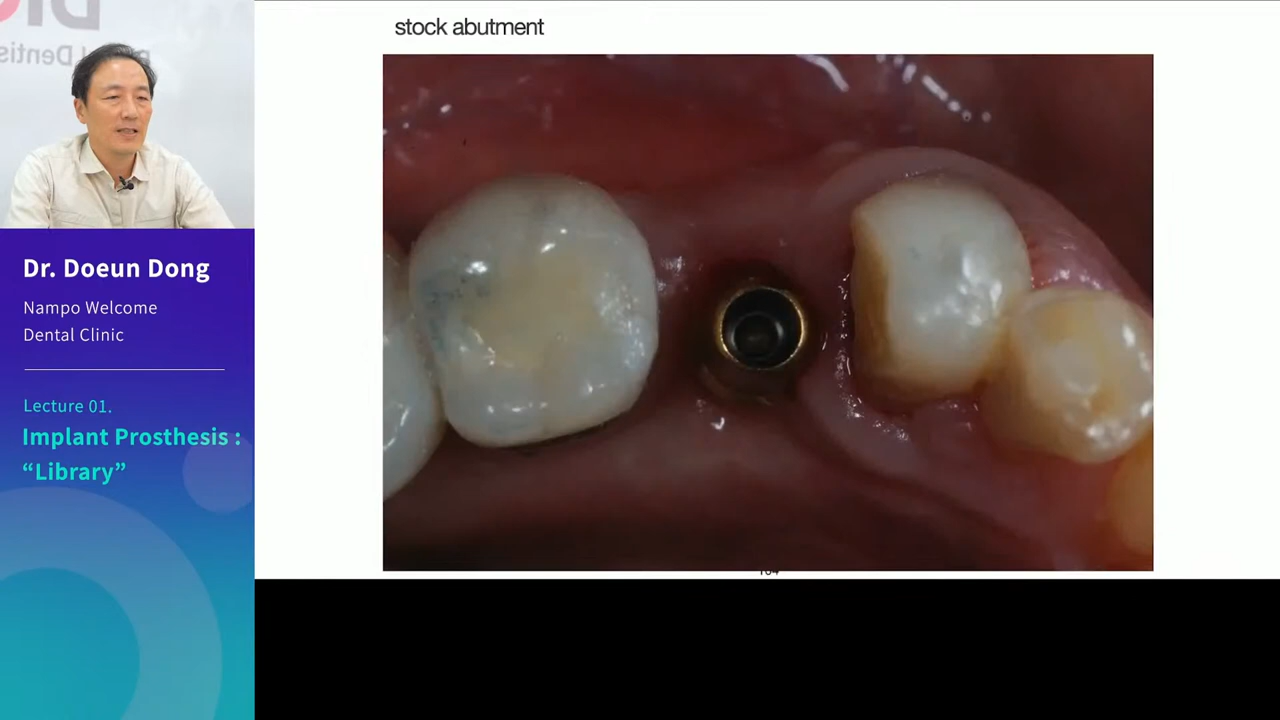 stock abutment
Dr. Doeun Dong
Nampo Welcome
Dental Clinic
Lecture 01.
Implant Prosthesis :
“Library”